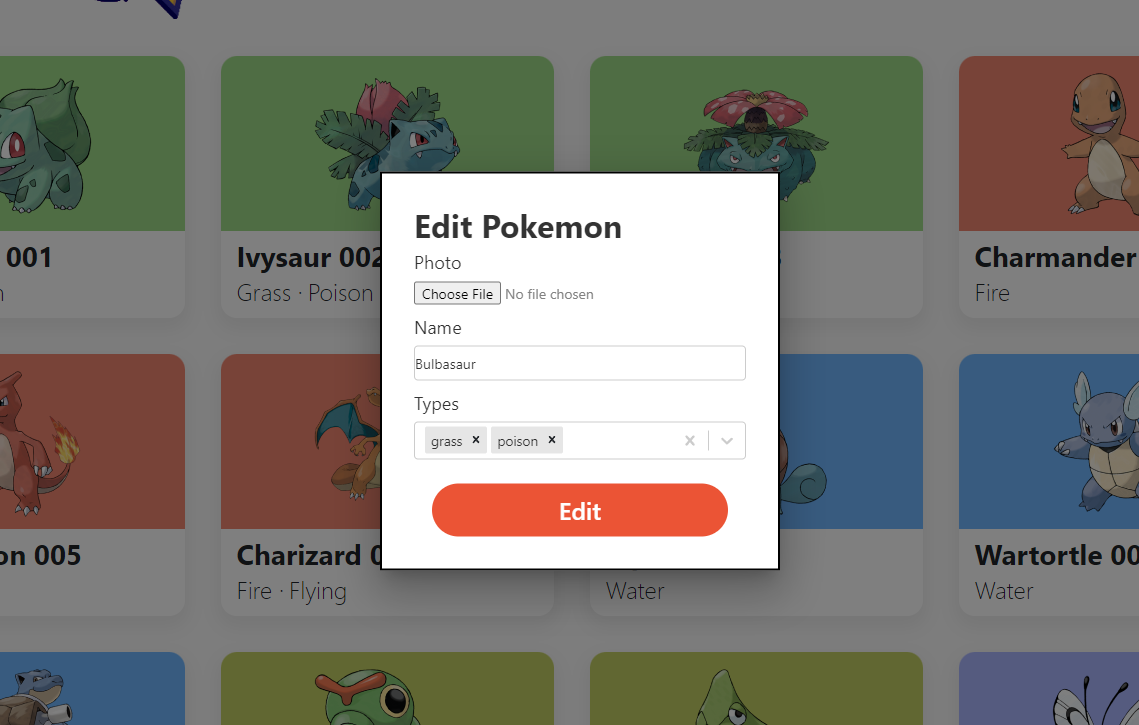 001
Ivysaur 002
Charmander
Grass · Poison
Fire
Edit Pokemon
Photo
Choose File No file chosen
Name
Bulbasaur
Types
grass × poison ×
Edit
on 005
Charizard
Wartortle 00
Fire · Flying
Water
Water